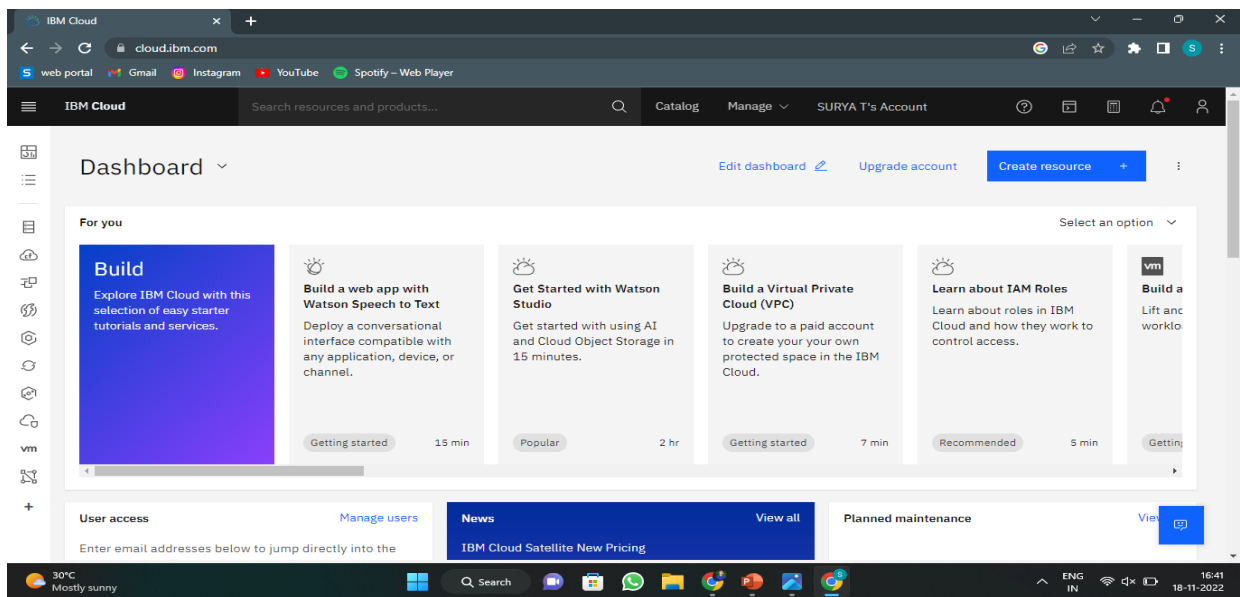 IBM Cloud
cloud.ibm.com
S
S web portal Gmail Instagram YouTube Spotify – Web Player
IBM Cloud Search resources and products... Catalog Manage SURYA T's Account
Dashboard Edit dashboard Upgrade account Create resource +
For you Select an option
Build
Explore IBM Cloud with this
selection of easy starter
tutorials and services.
Build a web app with
Watson Speech to Text
Deploy a conversational
interface compatible with
any application, device, or
channel.
Getting started 15 min
Get Started with Watson
Studio
Get started with using AI
and Cloud Object Storage in
15 minutes.
Popular 2 hr
Build a Virtual Private
Cloud (VPC)
Upgrade to a paid account
to create your your own
protected space in the IBM
Cloud.
Getting started 7 min
Learn about IAM Roles
Learn about roles in IBM
Cloud and how they work to
control access.
Recommended 5 min
vm
Build a
Lift and
worklo
Getting
vm
User access Manage users
Enter email addresses below to jump directly into the
News View all
IBM Cloud Satellite New Pricing
Planned maintenance View
30°C
Mostly sunny
Search
ENG
IN
16:41
18-11-2022